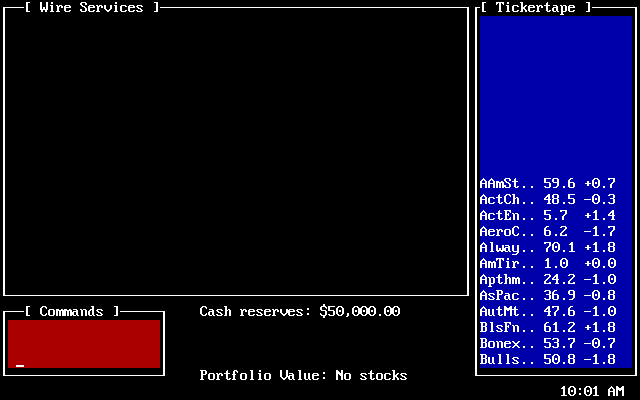 [ Wire Services ]
[ Tickertape ]
AAmSt.. 59.6 +0.7
ActCh.. 48.5 -0.3
ActEn.. 5.7 +1.4
AeroC.. 6.2 -1.7
Alway.. 70.1 +1.8
AmTir.. 1.0 +0.0
Apthm.. 24.2 -1.0
AsPac.. 36.9 -0.8
AutMt.. 47.6 -1.0
BlsFn.. 61.2 +1.8
Bonex.. 53.7 -0.7
Bulls.. 50.8 -1.8
[ Commands ]
Cash reserves: $50,000.00
Portfolio Value: No stocks
10:01 AM